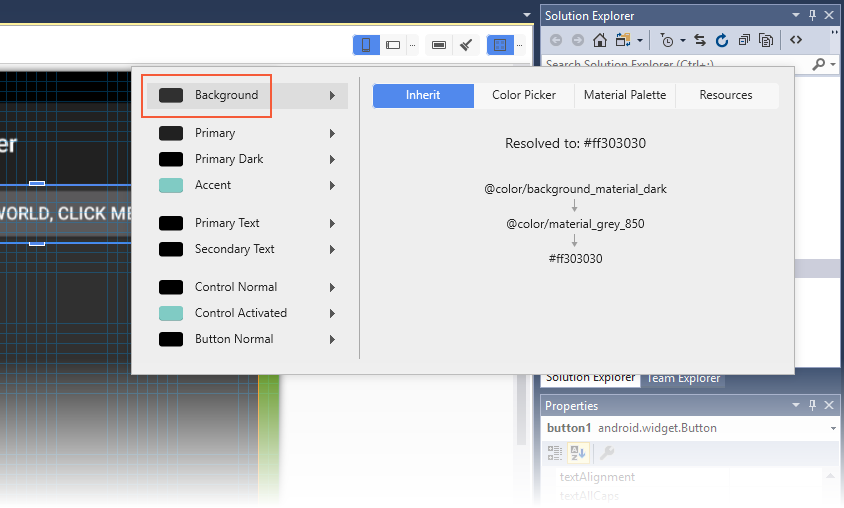 Solution Explorer
Search Solution Explorer (Ctrl+;)
Background
Primary
Primary Dark
Accent
Primary Text
Secondary Text
Control Normal
Control Activated
Button Normal
Inherit
Color Picker
Material Palette
Resources
Resolved to: #ff303030
@color/background_material_dark
@color/material_grey_850
#ff303030
er
WORLD, CLICK ME
Solution Explorer
Team Explorer
Properties
button1 android.widget.Button
textAlignment
textAllCaps